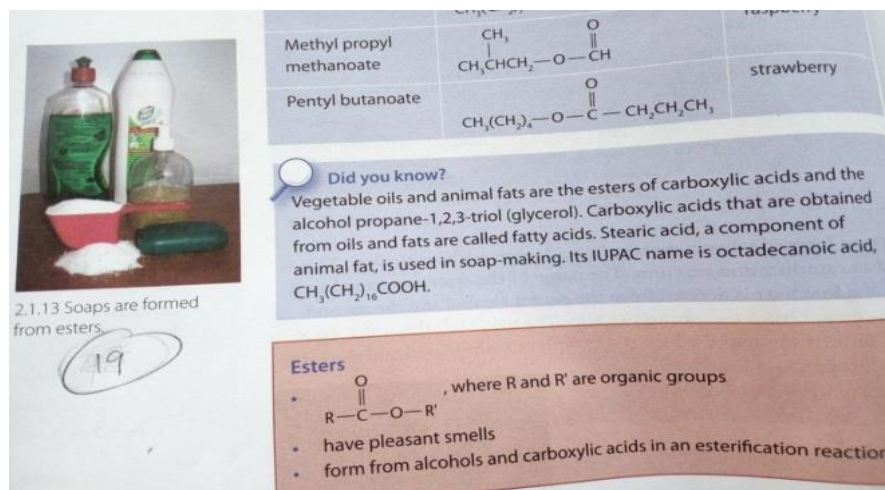 Methyl propyl
methanoate
CH₃
O
||
CH₃CHCH₂—O—CH
Pentyl butanoate
O
||
CH₃(CH₂)₄—O—C—CH₂CH₂CH₃
strawberry
Did you know?
Vegetable oils and animal fats are the esters of carboxylic acids and the
alcohol propane-1,2,3-triol (glycerol). Carboxylic acids that are obtained
from oils and fats are called fatty acids. Stearic acid, a component of
animal fat, is used in soap-making. Its IUPAC name is octadecanoic acid,
CH₃(CH₂)₁₆COOH.
2.1.13 Soaps are formed
from esters.
19
Esters
O
||
• R—C—O—R' , where R and R' are organic groups
• have pleasant smells
• form from alcohols and carboxylic acids in an esterification reaction